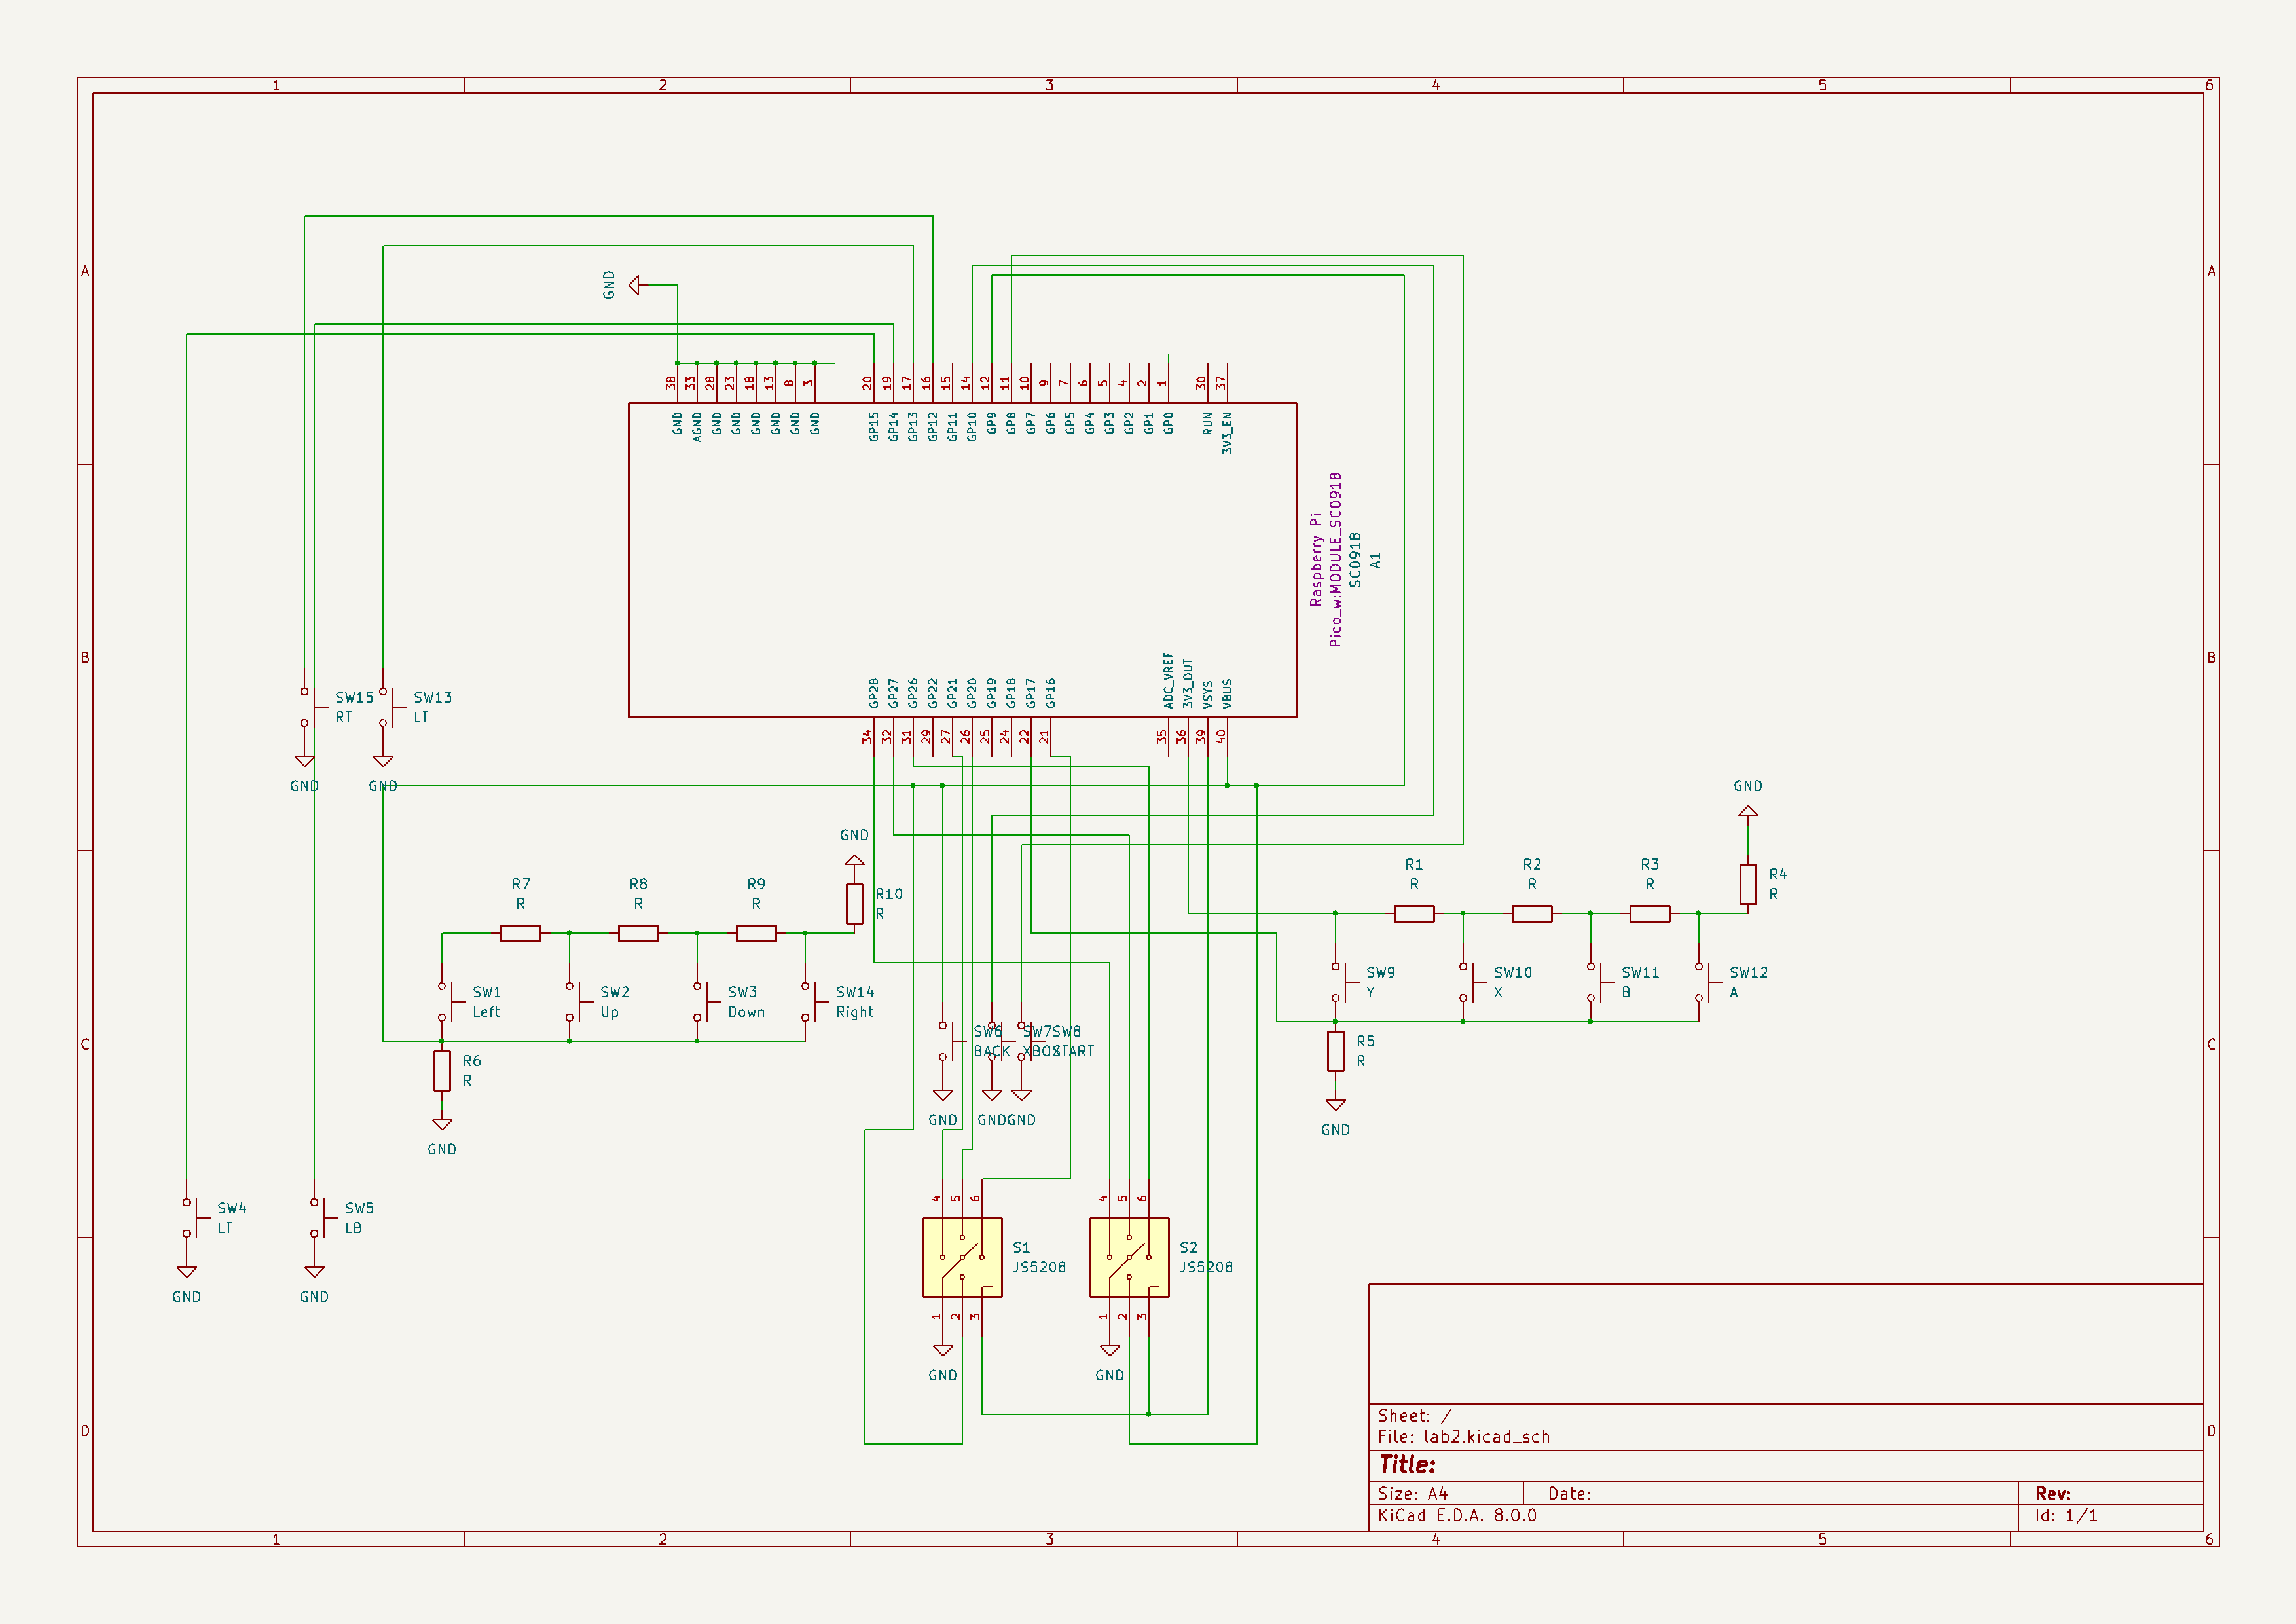 1 2 3 4 5 6
A A
GND
38 33 28 23 18 13 8 3 20 19 17 16 15 14 12 11 10 9 7 6 5 4 2 1 30 37
GND AGND GND GND GND GND GND GND GP15 GP14 GP13 GP12 GP11 GP10 GP9 GP8 GP7 GP6 GP5 GP4 GP3 GP2 GP1 GP0 RUN 3V3_EN
Raspberry Pi
Pico_w:MODULE_SC0918
SC0918
A1
B B
GP28 GP27 GP26 GP22 GP21 GP20 GP19 GP18 GP17 GP16 ADC_VREF 3V3_OUT VSYS VBUS
34 32 31 29 27 26 25 24 22 21 35 36 39 40
SW15
RT
SW13
LT
GND GND
GND
GND
R7
R
R8
R
R9
R
R10
R
R1
R
R2
R
R3
R
R4
R
SW1
Left
SW2
Up
SW3
Down
SW14
Right
SW9
Y
SW10
X
SW11
B
SW12
A
C C
SW6
BACK
SW7
XBOX
SW8
START
R6
R
R5
R
GND GND GND
GND
GND
SW4
LT
SW5
LB
GND GND
4 5 6
S1
JS5208
1 2 3
GND
4 5 6
S2
JS5208
1 2 3
GND
D D
Sheet: /
File: lab2.kicad_sch
Title:
Size: A4 Date: Rev:
KiCad E.D.A. 8.0.0 Id: 1/1
1 2 3 4 5 6